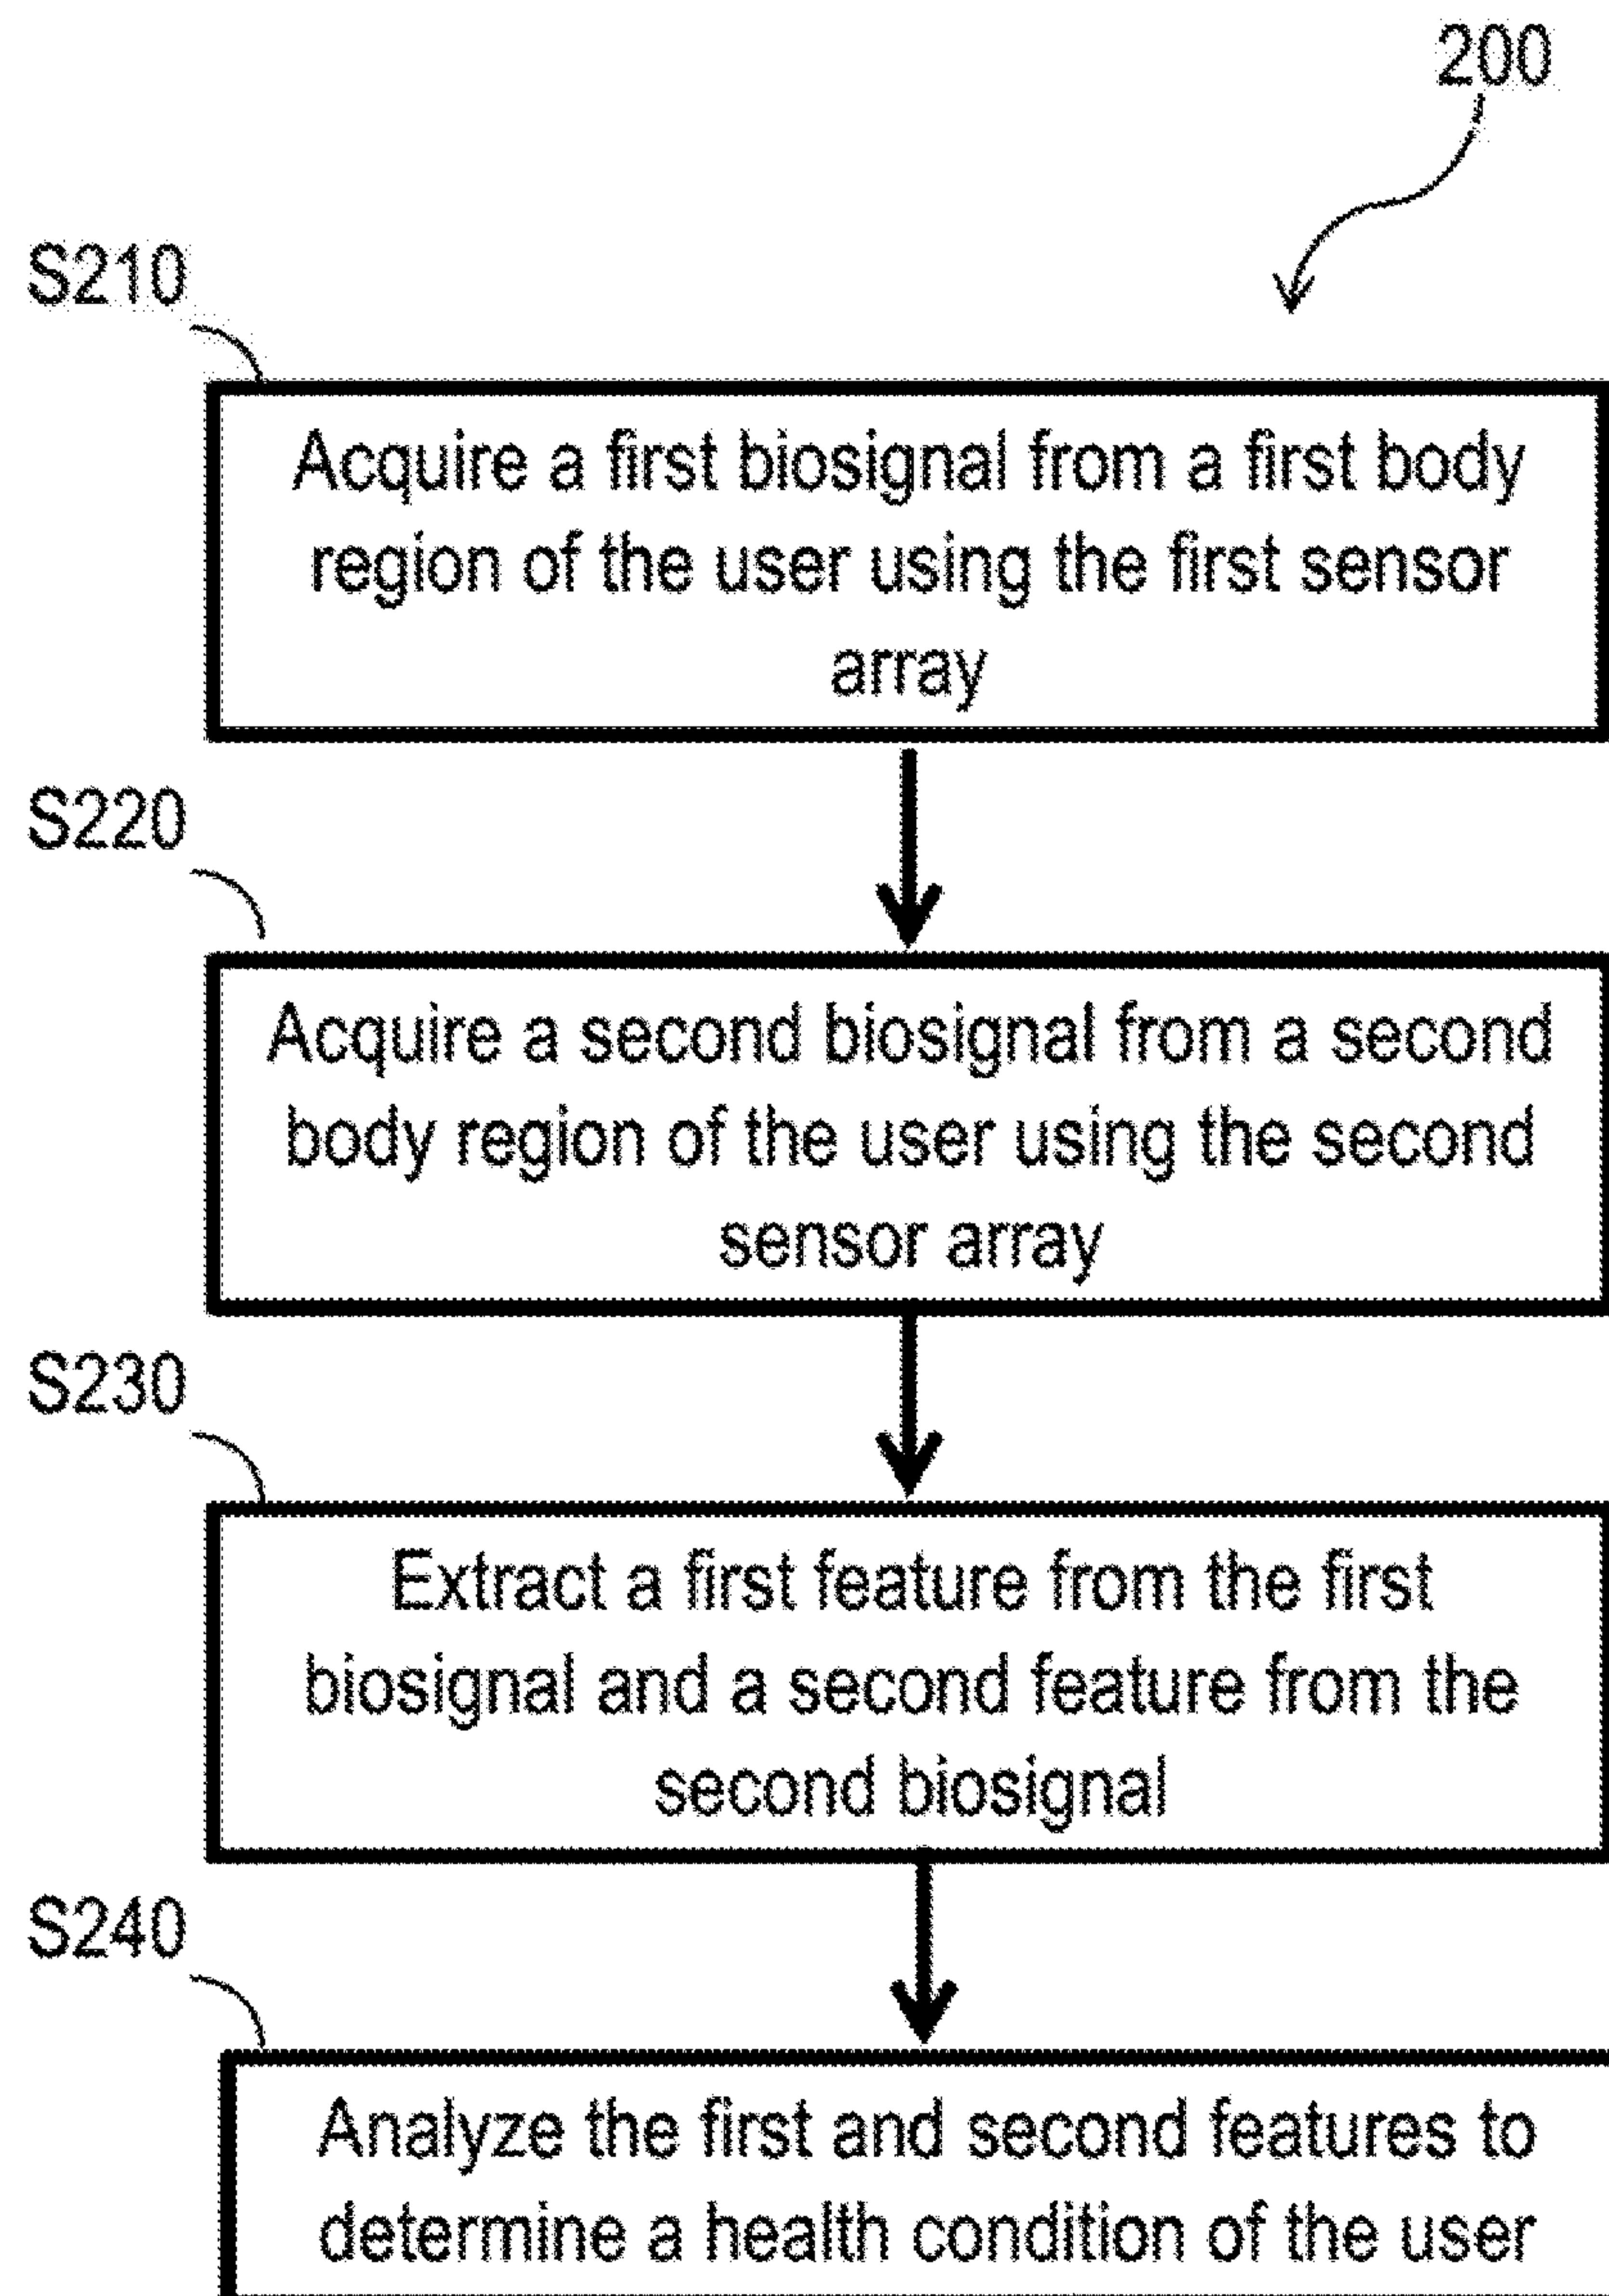 200
S210
Acquire a first biosignal from a first body
region of the user using the first sensor
array
S220
Acquire a second biosignal from a second
body region of the user using the second
sensor array
S230
Extract a first feature from the first
biosignal and a second feature from the
second biosignal
S240
Analyze the first and second features to
determine a health condition of the user